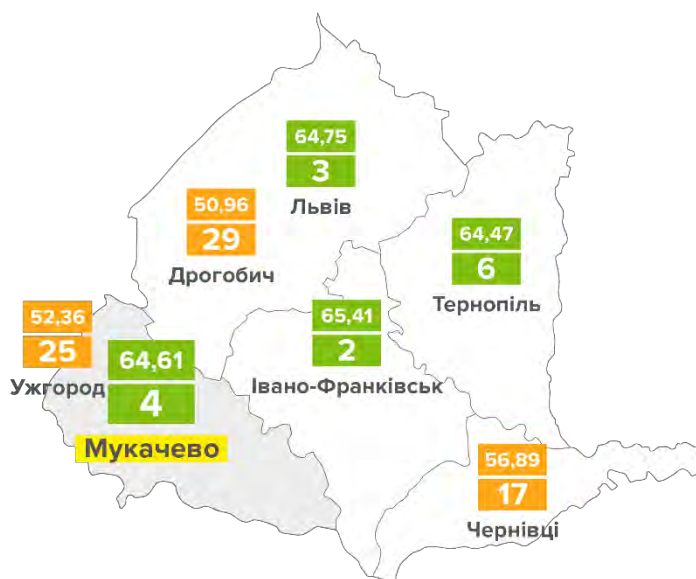 64,75
3
Львів
50,96
29
Дрогобич
64,47
6
Тернопіль
52,36
25
Ужгород
65,41
2
Івано-Франківськ
64,61
4
Мукачево
56,89
17
Чернівці